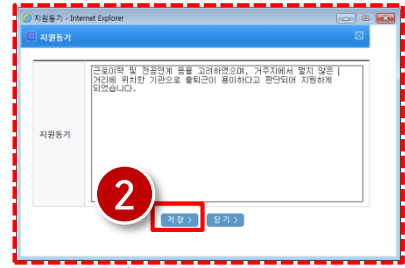 지원동기 - Internet Explorer
지원동기
지원동기
근로이력 및 전공연계 등을 고려하였으며, 거주지에서 멀지 않은
거리에 위치한 기관으로 출퇴근이 용이하다고 판단되어 지원하게
되었습니다.
2
저장 >
닫기 >